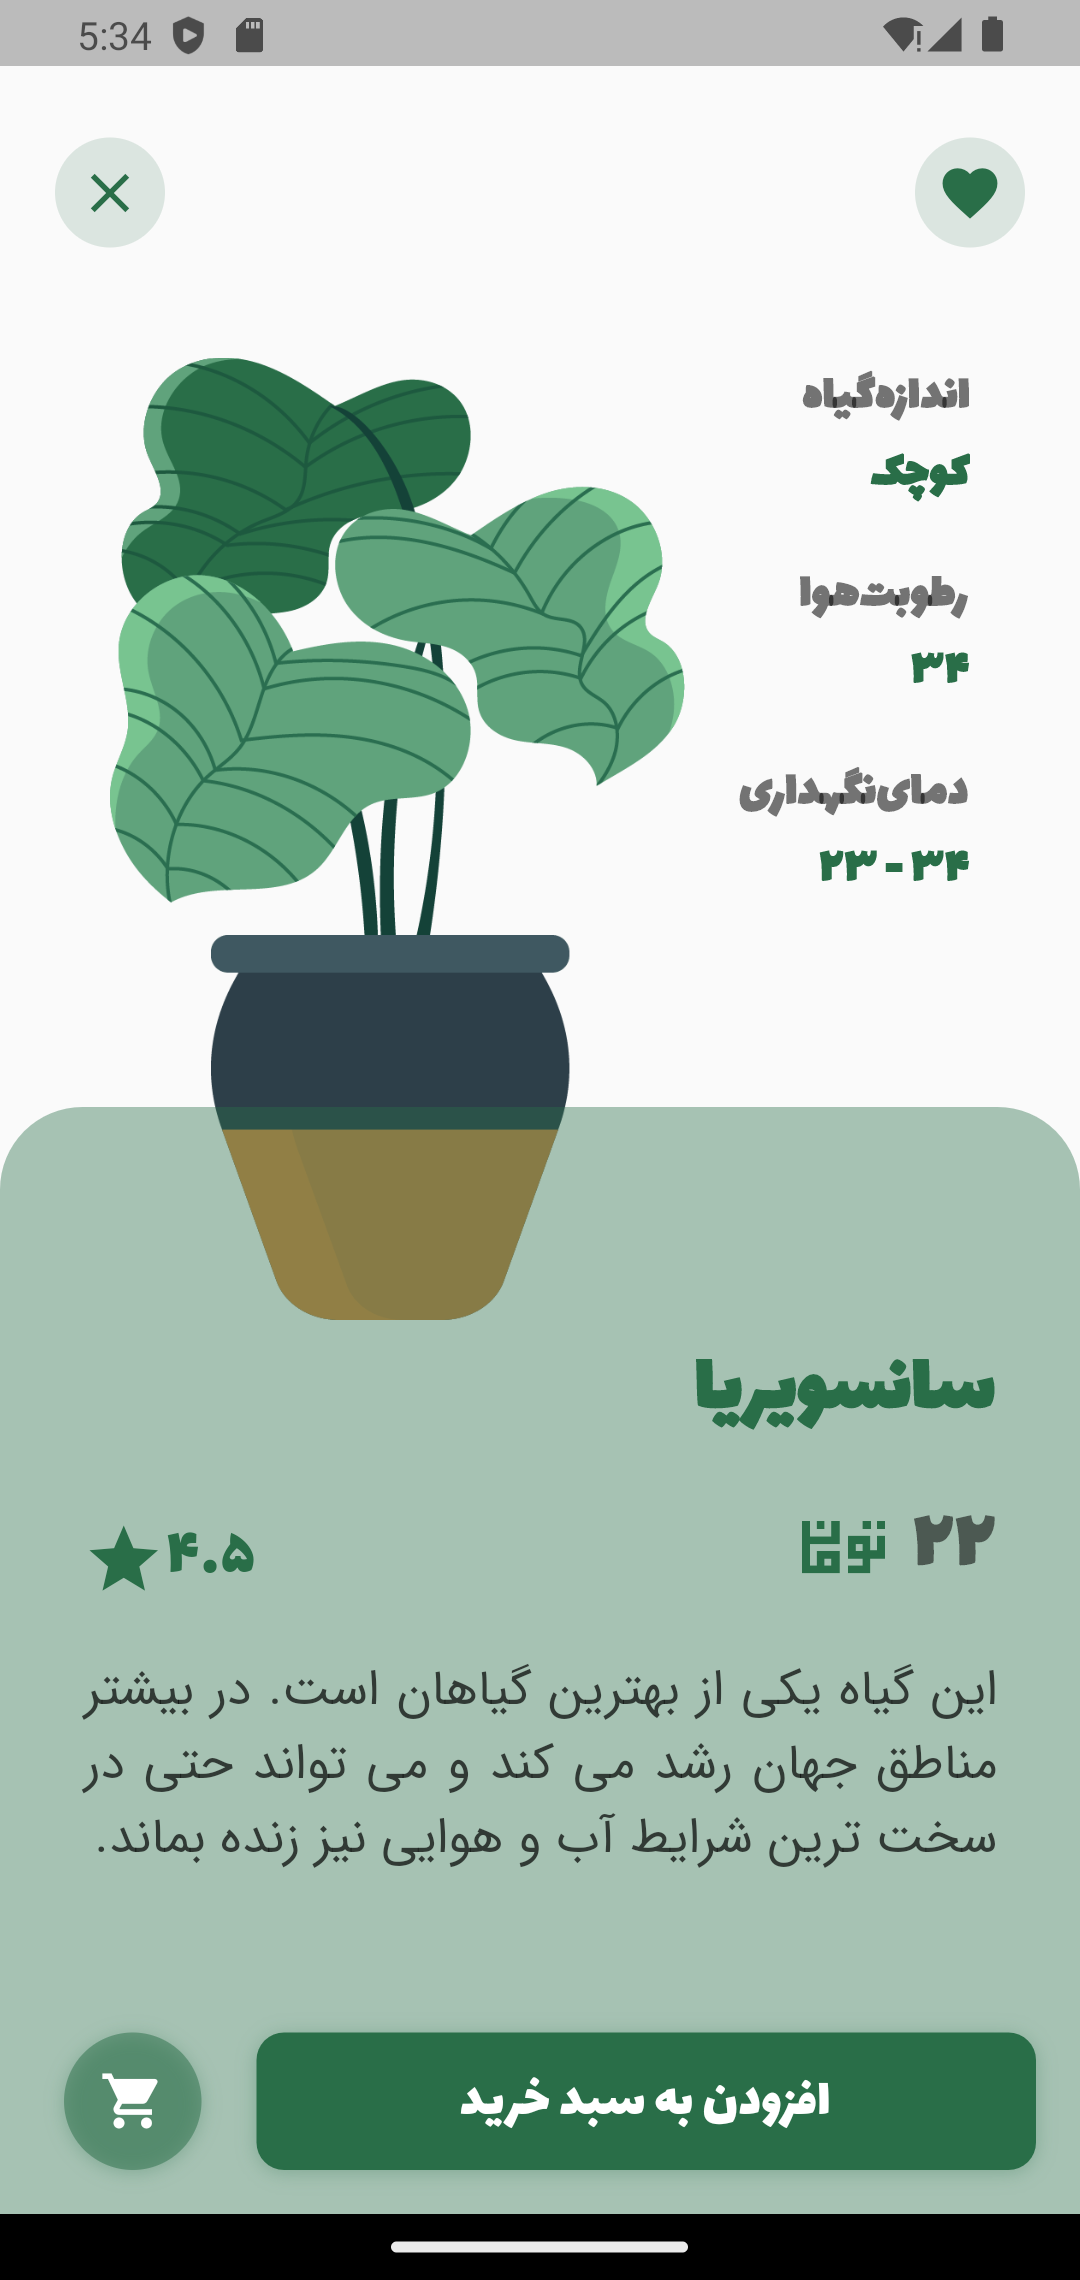 5:34
اندازه‌گیاه
کوچک
رطوبت‌هوا
۳۴
دمای‌نگهداری
۲۳ - ۳۴
سانسویریا
۲۲ تومان
۴.۵
این گیاه یکی از بهترین گیاهان است. در بیشتر
مناطق جهان رشد می کند و می تواند حتی در
سخت ترین شرایط آب و هوایی نیز زنده بماند.
افزودن به سبد خرید